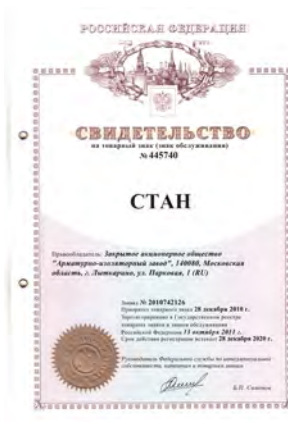 РОССИЙСКАЯ ФЕДЕРАЦИЯ
СВИДЕТЕЛЬСТВО
на товарный знак (знак обслуживания)
№ 445740
СТАН
Правообладатель: Закрытое акционерное общество
"Арматурно-изоляторный завод", 140080, Московская
область, г. Лыткарино, ул. Парковая, 1 (RU)
Заявка № 2010742326
Приоритет товарного знака 28 декабря 2010 г.
Зарегистрировано в Государственном реестре
товарных знаков и знаков обслуживания
Российской Федерации 11 октября 2011 г.
Срок действия регистрации истекает 28 декабря 2020 г.
Руководитель Федеральной службы по интеллектуальной
собственности, патентам и товарным знакам
Б.П. Симонов